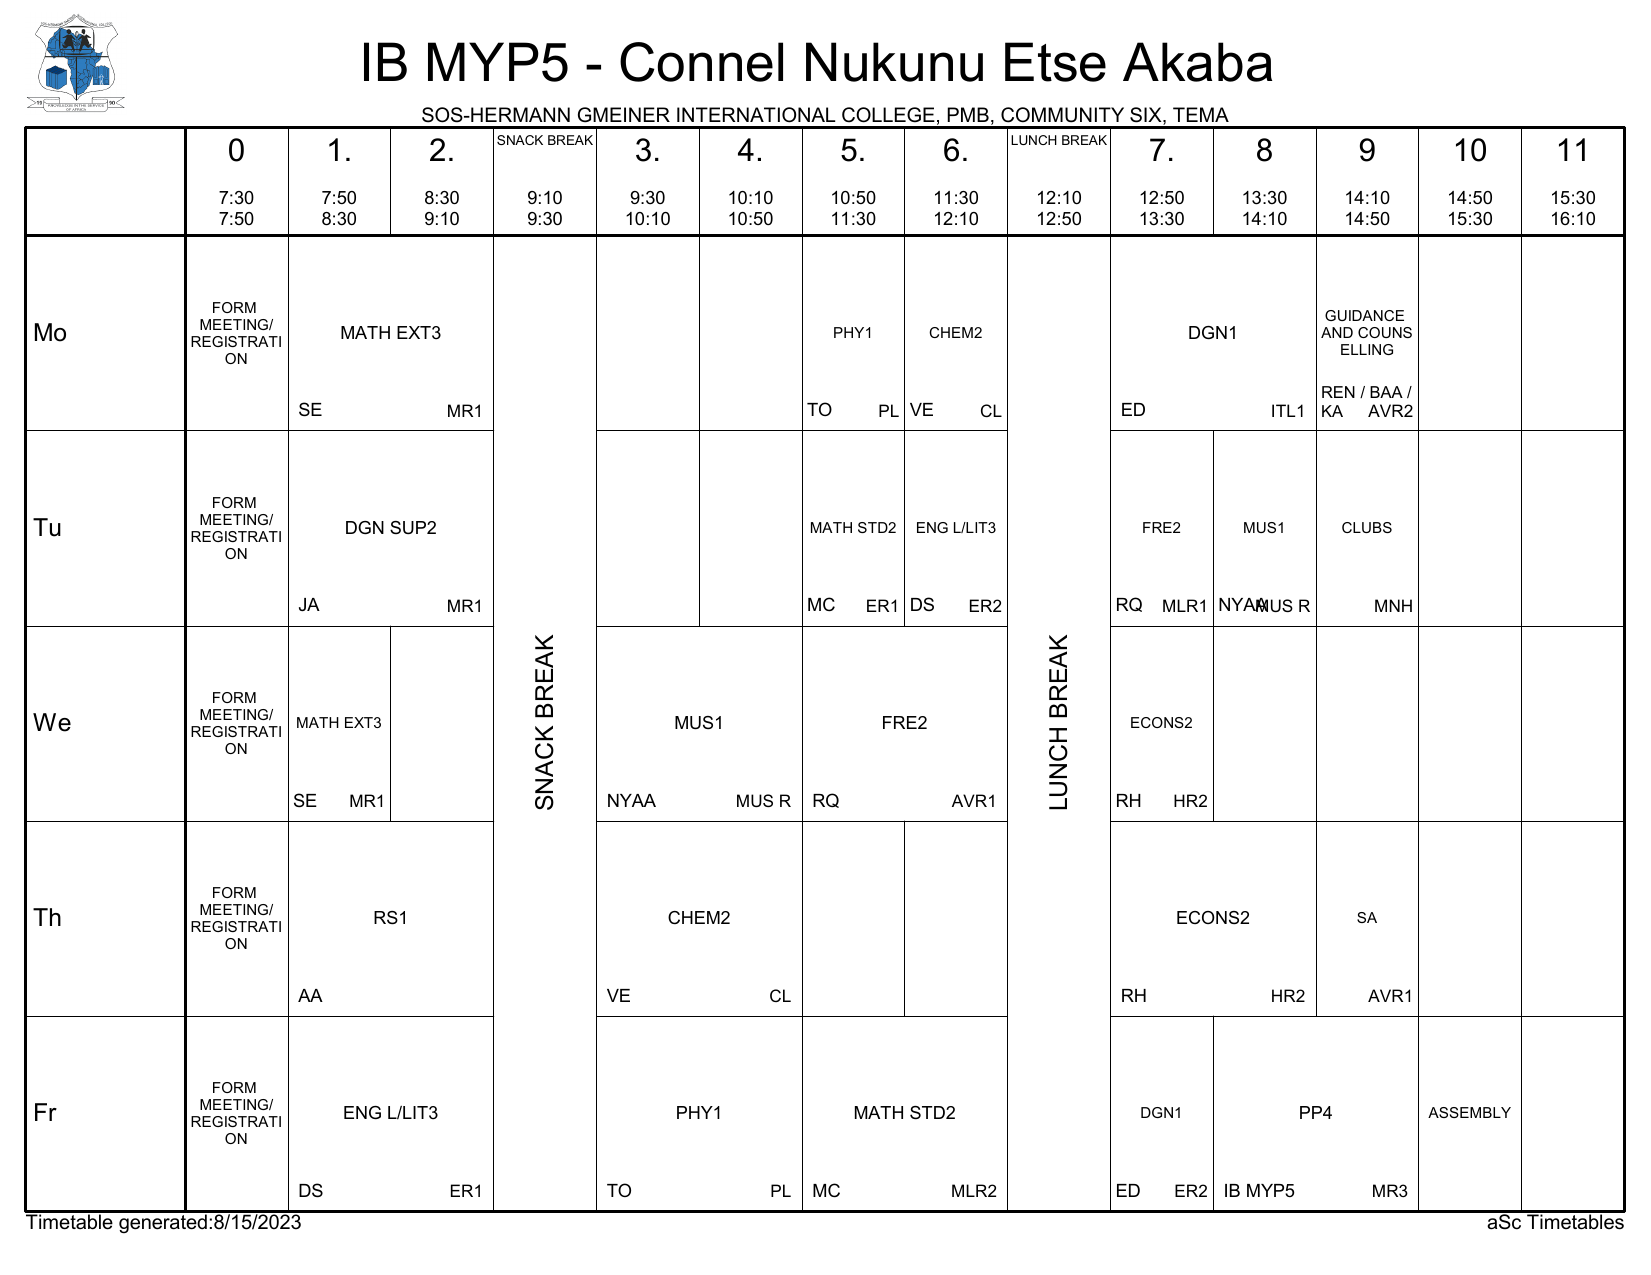 IB MYP5 - Connel Nukunu Etse Akaba
SOS-HERMANN GMEINER INTERNATIONAL COLLEGE, PMB, COMMUNITY SIX, TEMA
0 1. 2. SNACK BREAK 3. 4. 5. 6. LUNCH BREAK 7. 8 9 10 11
7:30 7:50 8:30 9:10 9:30 10:10 10:50 11:30 12:10 12:50 13:30 14:10 14:50 15:30
7:50 8:30 9:10 9:30 10:10 10:50 11:30 12:10 12:50 13:30 14:10 14:50 15:30 16:10
Mo
FORM
MEETING/
REGISTRATI
ON
MATH EXT3
SE MR1
PHY1
TO PL
CHEM2
VE CL
DGN1
ED ITL1
GUIDANCE
AND COUNS
ELLING
REN / BAA /
KA AVR2
Tu
FORM
MEETING/
REGISTRATI
ON
DGN SUP2
JA MR1
MATH STD2
MC ER1
ENG L/LIT3
DS ER2
FRE2
RQ MLR1
MUS1
NYAA MUS R
CLUBS
MNH
We
FORM
MEETING/
REGISTRATI
ON
MATH EXT3
SE MR1
SNACK BREAK
MUS1
NYAA MUS R
FRE2
RQ AVR1
LUNCH BREAK
ECONS2
RH HR2
Th
FORM
MEETING/
REGISTRATI
ON
RS1
AA
CHEM2
VE CL
ECONS2
RH HR2
SA
AVR1
Fr
FORM
MEETING/
REGISTRATI
ON
ENG L/LIT3
DS ER1
PHY1
TO PL
MATH STD2
MC MLR2
DGN1
ED ER2
PP4
IB MYP5 MR3
ASSEMBLY
Timetable generated:8/15/2023 aSc Timetables